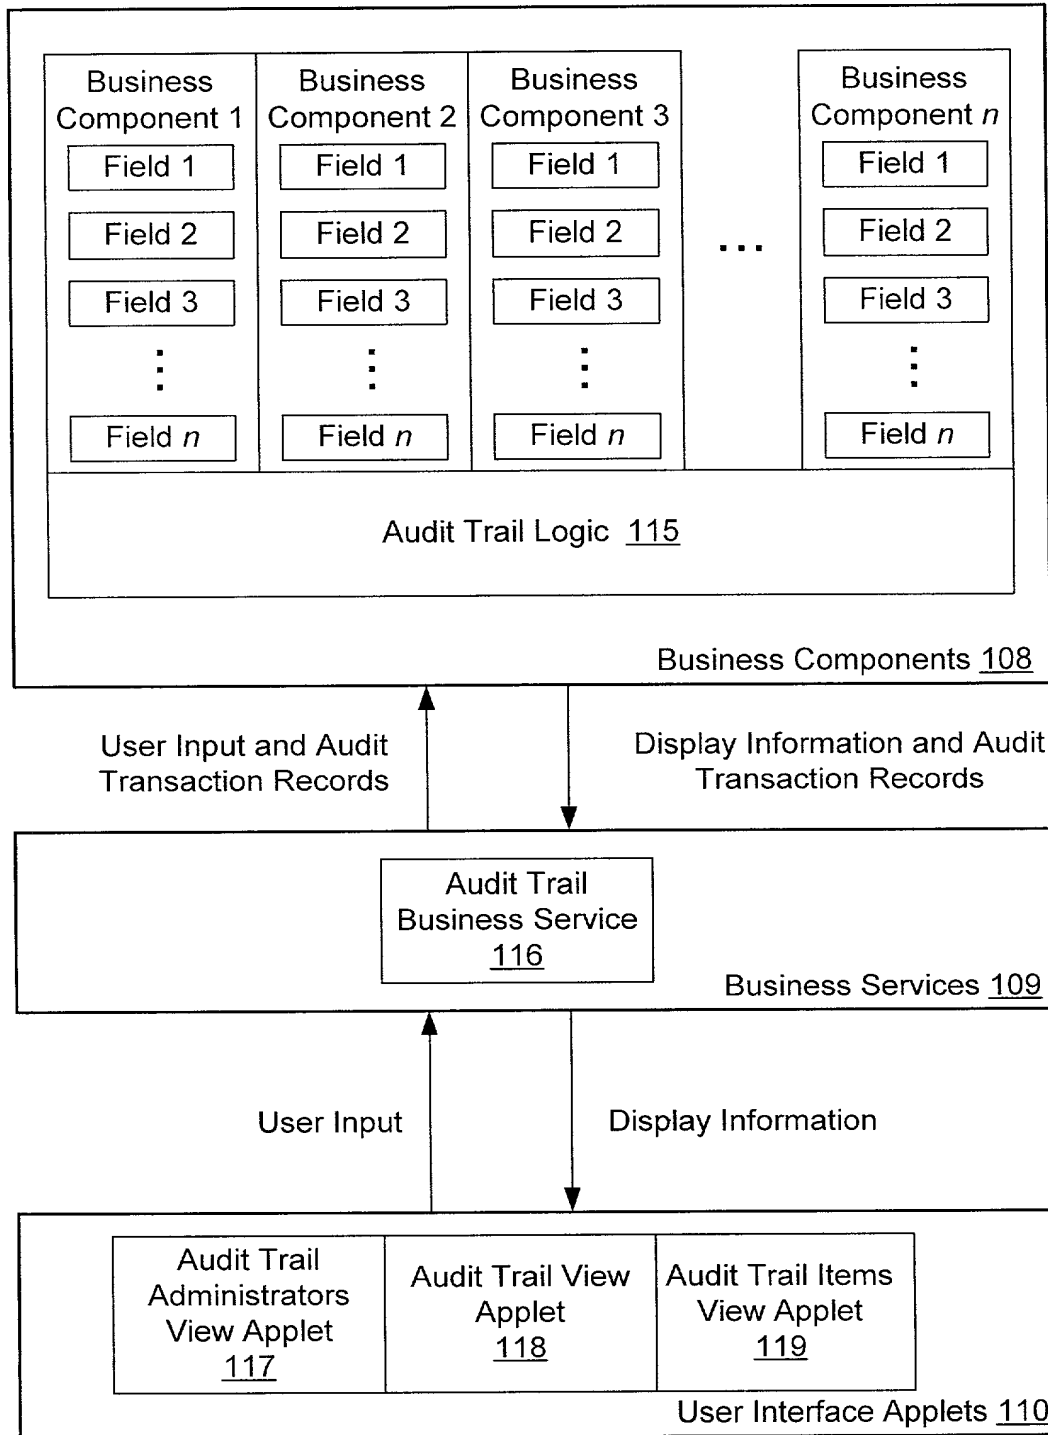 Business Component 1
Business Component 2
Business Component 3
Business Component n
Field 1
Field 1
Field 1
Field 1
Field 2
Field 2
Field 2
Field 2
Field 3
Field 3
Field 3
Field 3
Field n
Field n
Field n
Field n
...
Audit Trail Logic 115
Business Components 108
User Input and Audit
Transaction Records
Display Information and Audit
Transaction Records
Audit Trail
Business Service
116
Business Services 109
User Input
Display Information
Audit Trail
Administrators
View Applet
117
Audit Trail View
Applet
118
Audit Trail Items
View Applet
119
User Interface Applets 110